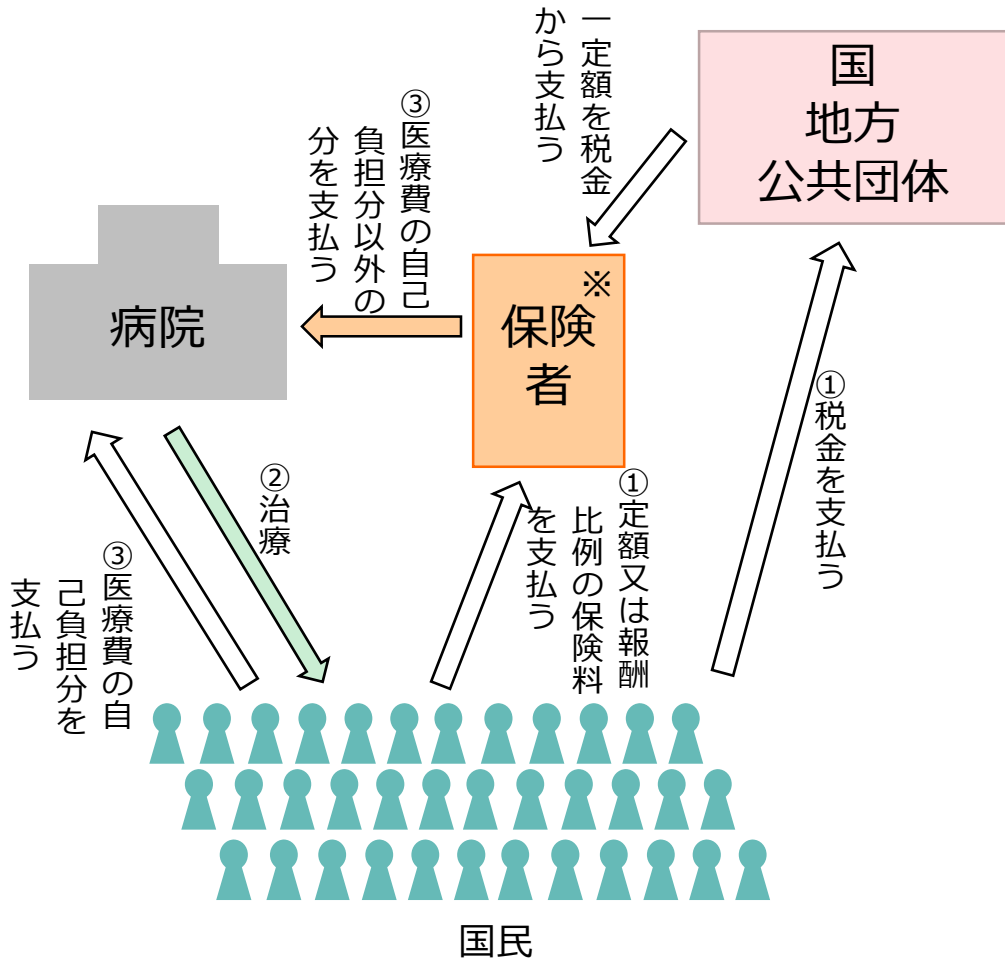 一定額を税金
から支払う
国
地方
公共団体
③医療費の自己
負担分以外の
分を支払う
※
保険
者
病院
①税金を支払う
②治療
①定額又は報酬
比例の保険料
を支払う
③医療費の自
己負担分を
支払う
国民